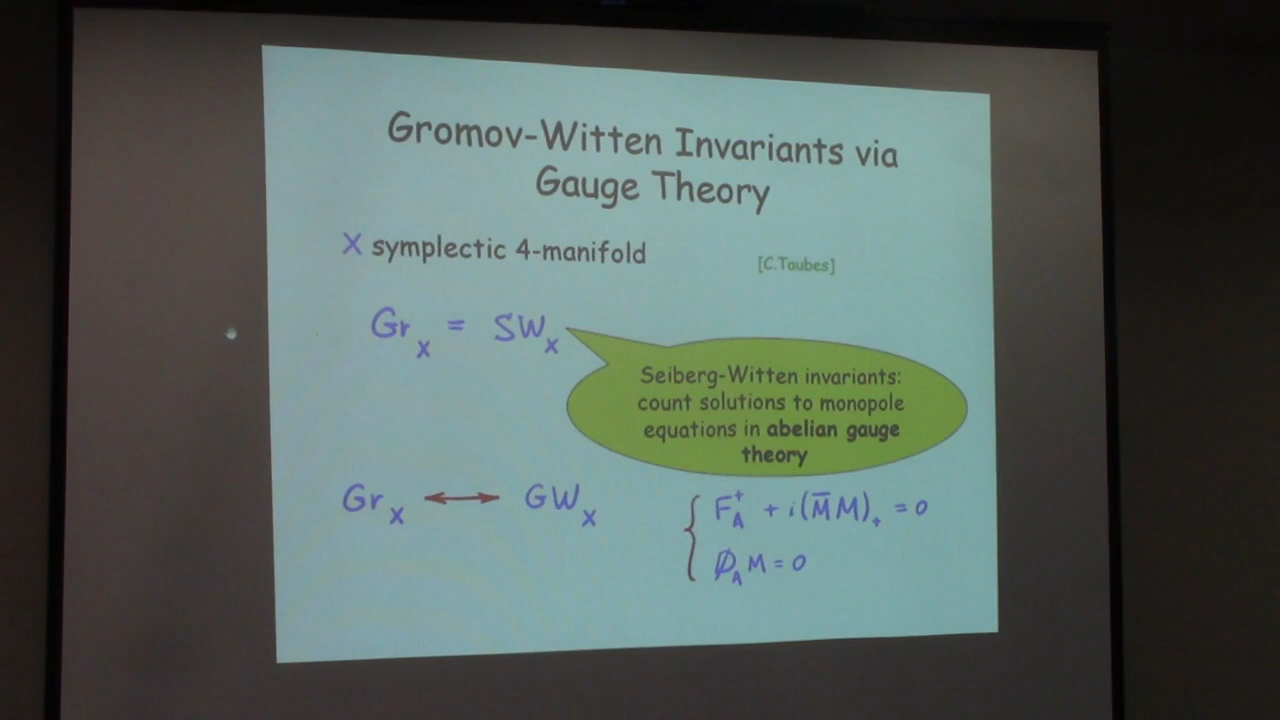 Gromov-Witten Invariants via
Gauge Theory
X symplectic 4-manifold
[C.Taubes]
Gr_X = SW_X
Seiberg-Witten invariants:
count solutions to monopole
equations in abelian gauge
theory
Gr_X ↔ GW_X
{ F_A^+ + i(M̅M)_+ = 0
D̸_A M = 0